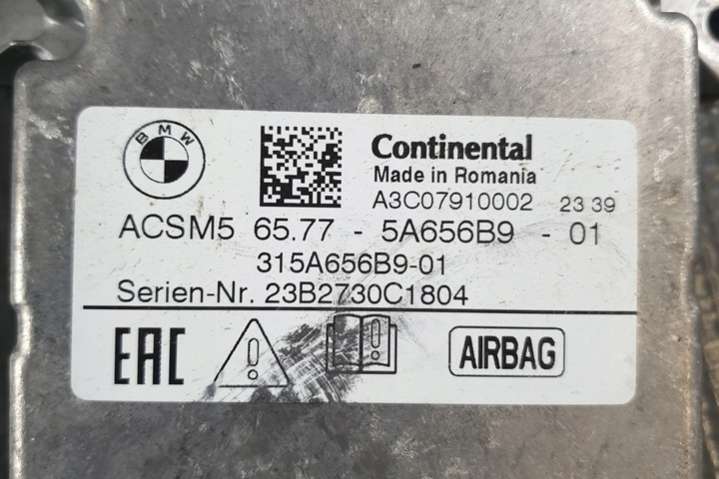 BMW
Continental
Made in Romania
A3C07910002 23 39
ACSM5 65.77 - 5A656B9 - 01
315A656B9-01
Serien-Nr. 23B2730C1804
EAC
AIRBAG